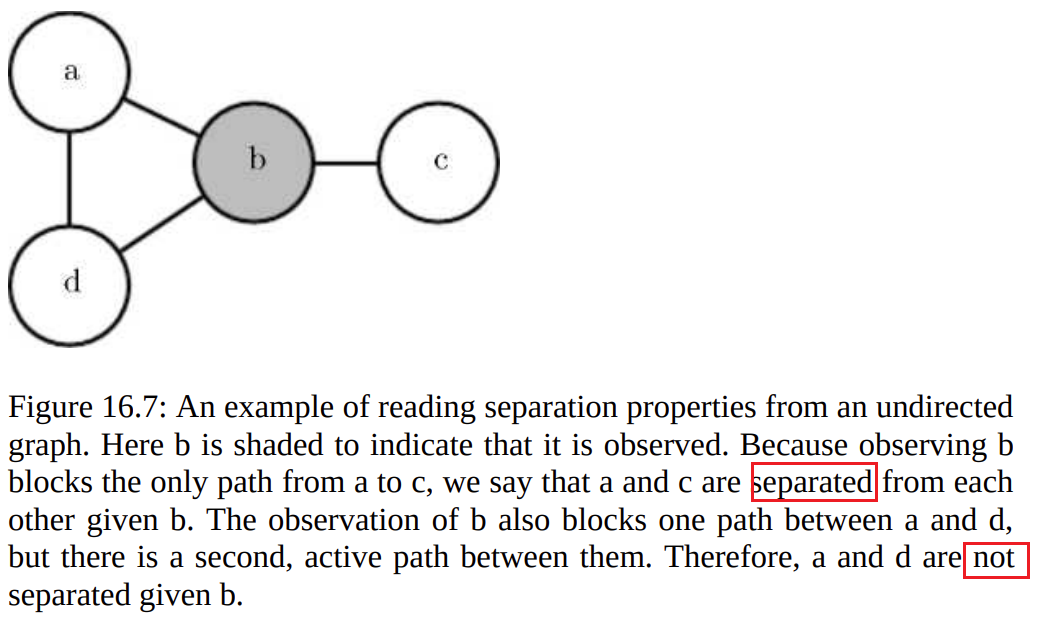 a
b
c
d
Figure 16.7: An example of reading separation properties from an undirected
graph. Here b is shaded to indicate that it is observed. Because observing b
blocks the only path from a to c, we say that a and c are separated from each
other given b. The observation of b also blocks one path between a and d,
but there is a second, active path between them. Therefore, a and d are not
separated given b.